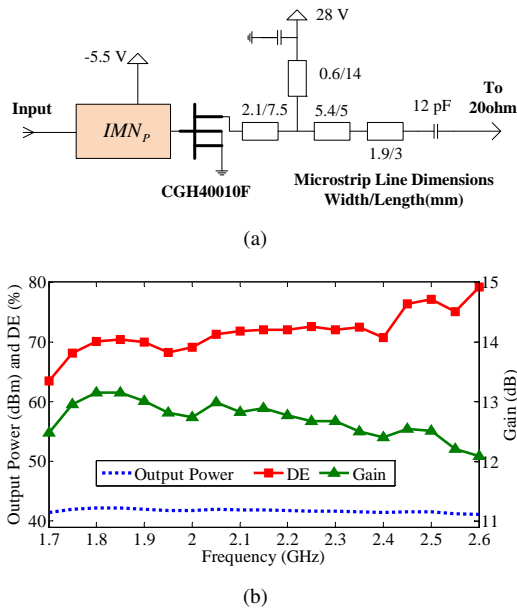 28 V
-5.5 V
0.6/14
To
20ohm
Input
2.1/7.5
5.4/5
12 pF
IMN_P
1.9/3
CGH40010F
Microstrip Line Dimensions
Width/Length(mm)
(a)
Output Power (dBm) and DE (%)
80
70
60
50
40
15
14
13
12
11
Gain (dB)
Output Power
DE
Gain
1.7 1.8 1.9 2 2.1 2.2 2.3 2.4 2.5 2.6
Frequency (GHz)
(b)